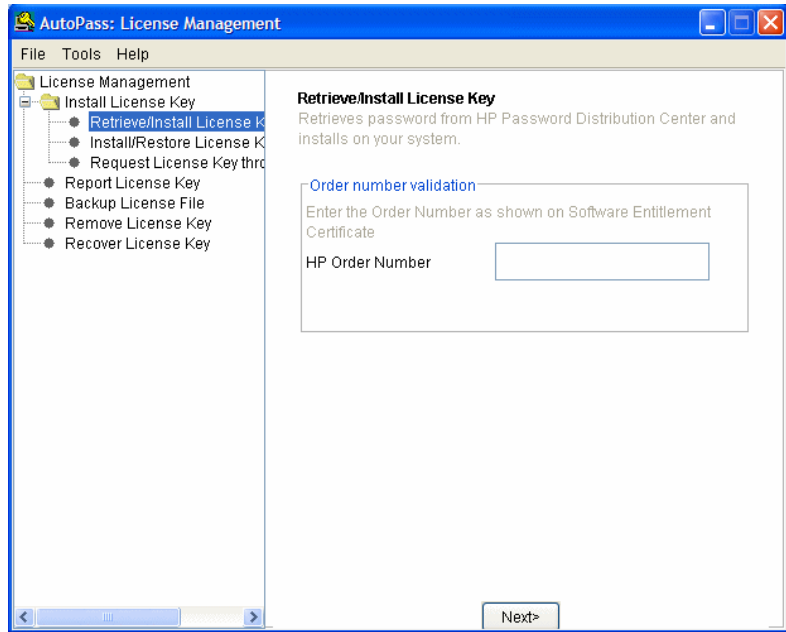 AutoPass: License Management
File Tools Help
License Management
Install License Key
Retrieve/Install License K
Install/Restore License K
Request License Key thro
Report License Key
Backup License File
Remove License Key
Recover License Key
Retrieve/Install License Key
Retrieves password from HP Password Distribution Center and
installs on your system.
Order number validation
Enter the Order Number as shown on Software Entitlement
Certificate
HP Order Number
Next>